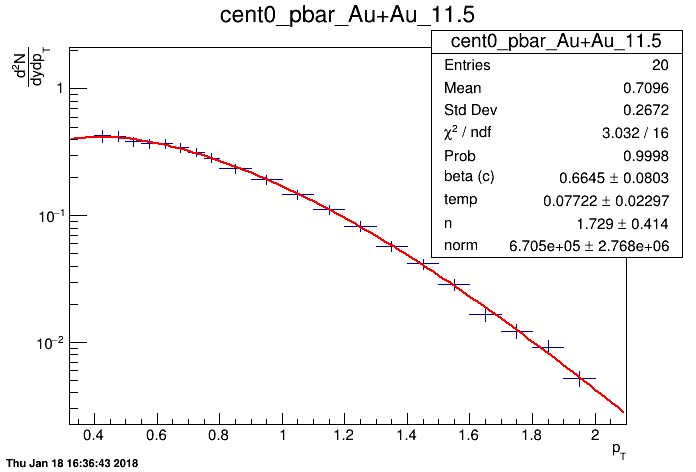 cent0_pbar_Au+Au_11.5
cent0_pbar_Au+Au_11.5
Entries 20
Mean 0.7096
Std Dev 0.2672
χ² / ndf 3.032 / 16
Prob 0.9998
beta (c) 0.6645 ± 0.0803
temp 0.07722 ± 0.02297
n 1.729 ± 0.414
norm 6.705e+05 ± 2.768e+06
d²N
dydp_T
1
10⁻¹
10⁻²
0.4 0.6 0.8 1 1.2 1.4 1.6 1.8 2
p_T
Thu Jan 18 16:36:43 2018